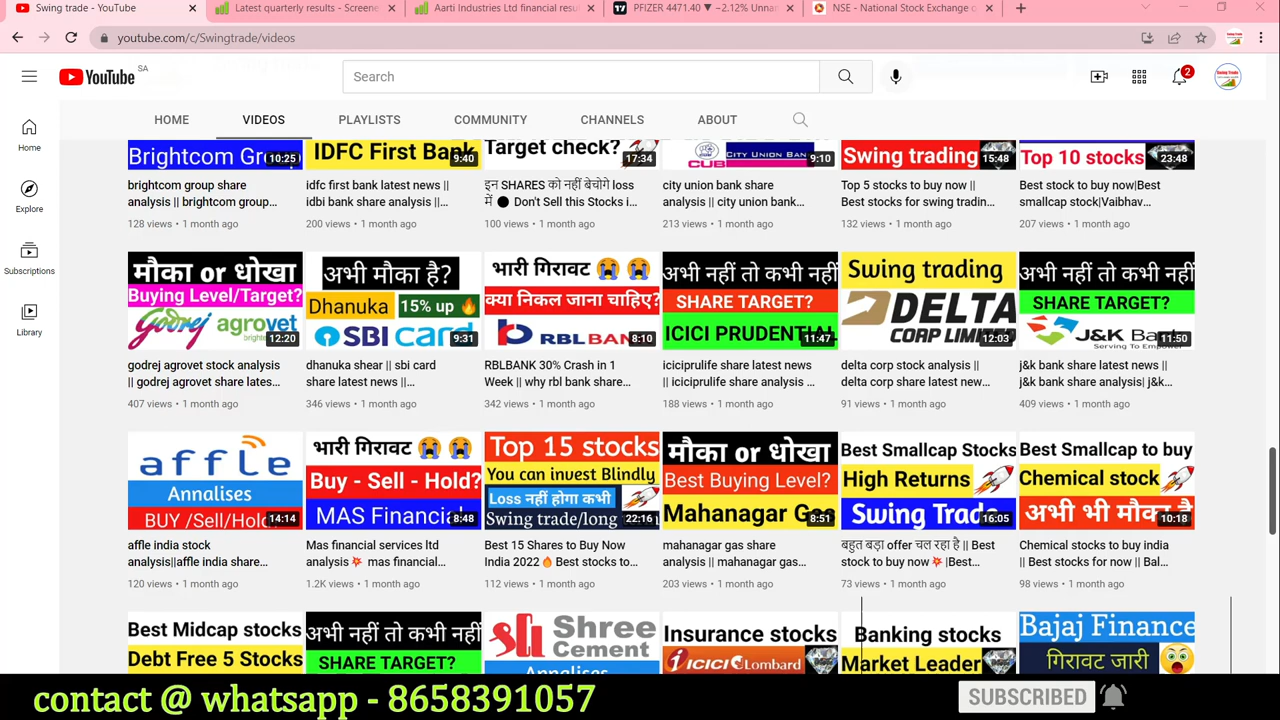 Swing trade - YouTube
Latest quarterly results - Screene
Aarti Industries Ltd financial resu
PFIZER 4471.40 ▼ −2.12% Unna
NSE - National Stock Exchange o
youtube.com/c/Swingtrade/videos
YouTube SA
Search
2
HOME VIDEOS PLAYLISTS COMMUNITY CHANNELS ABOUT
Home
Explore
Subscriptions
Library
Brightcom Gr
10:25
IDFC First Bank
9:40
Target check?
17:34
CUB CITY UNION BAN
9:10
Swing trading
15:48
Top 10 stocks
23:48
brightcom group share
analysis || brightcom group...
128 views • 1 month ago
idfc first bank latest news ||
idbi bank share analysis ||...
200 views • 1 month ago
इन SHARES को नहीं बेचोगे loss
में ⚫ Don't Sell this Stocks i...
100 views • 1 month ago
city union bank share
analysis || city union bank...
213 views • 1 month ago
Top 5 stocks to buy now ||
Best stocks for swing tradin...
132 views • 1 month ago
Best stock to buy now|Best
smallcap stock|Vaibhav...
207 views • 1 month ago
मौका or धोखा
Buying Level/Target?
Godrej agrovet
12:20
अभी मौका है?
Dhanuka 15% up
SBI card
9:31
भारी गिरावट 😭 😭
क्या निकल जाना चाहिए?
RBL BAN
8:10
अभी नहीं तो कभी नहीं
SHARE TARGET?
ICICI PRUDENTIAL
11:47
Swing trading
DELTA
CORP LIMITED
12:03
अभी नहीं तो कभी नहीं
SHARE TARGET?
J&K Bank
Serving To Empower
11:50
godrej agrovet stock analysis
|| godrej agrovet share lates...
407 views • 1 month ago
dhanuka shear || sbi card
share latest news ||...
346 views • 1 month ago
RBLBANK 30% Crash in 1
Week || why rbl bank share...
342 views • 1 month ago
iciciprulife share latest news
|| iciciprulife share analysis ...
188 views • 1 month ago
delta corp stock analysis ||
delta corp share latest new...
91 views • 1 month ago
j&k bank share latest news ||
j&k bank share analysis| j&k...
409 views • 1 month ago
affle
Annalises
BUY /Sell/Hold
14:14
भारी गिरावट 😭 😭
Buy - Sell - Hold?
MAS Financial
8:48
Top 15 stocks
You can invest Blindly
Loss नहीं होगा कभी
Swing trade/long
22:16
मौका or धोखा
Best Buying Level?
Mahanagar Gas
8:51
Best Smallcap Stocks
High Returns
Swing Trade
16:05
Best Smallcap to buy
Chemical stock
अभी भी मौका है
10:18
affle india stock
analysis||affle india share...
120 views • 1 month ago
Mas financial services ltd
analysis💥 mas financial...
1.2K views • 1 month ago
Best 15 Shares to Buy Now
India 2022🔥Best stocks to...
112 views • 1 month ago
mahanagar gas share
analysis || mahanagar gas...
203 views • 1 month ago
बहुत बड़ा offer चल रहा है || Best
stock to buy now💥 |Best...
73 views • 1 month ago
Chemical stocks to buy india
|| Best stocks for now || Bal...
98 views • 1 month ago
Best Midcap stocks
Debt Free 5 Stocks
अभी नहीं तो कभी नहीं
SHARE TARGET?
Shree
Cement
Annalises
Insurance stocks
ICICI Lombard
Banking stocks
Market Leader
Bajaj Finance
गिरावट जारी
contact @ whatsapp - 8658391057
SUBSCRIBED